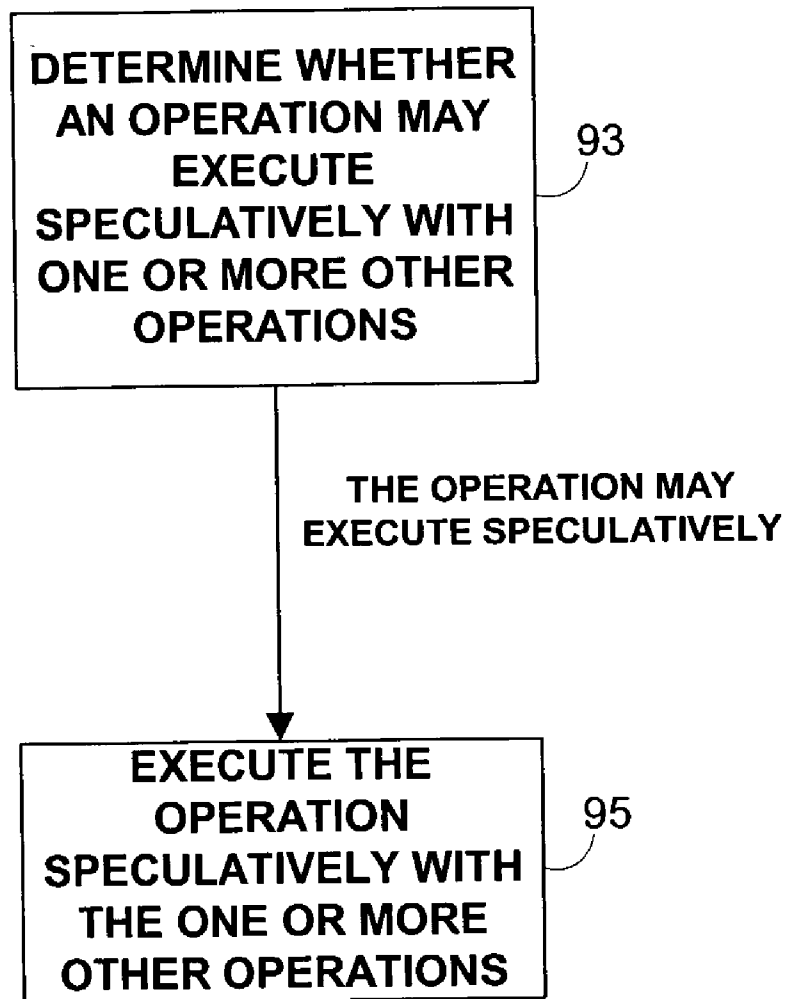 DETERMINE WHETHER
AN OPERATION MAY
EXECUTE
SPECULATIVELY WITH
ONE OR MORE OTHER
OPERATIONS
93
THE OPERATION MAY
EXECUTE SPECULATIVELY
EXECUTE THE
OPERATION
SPECULATIVELY WITH
THE ONE OR MORE
OTHER OPERATIONS
95